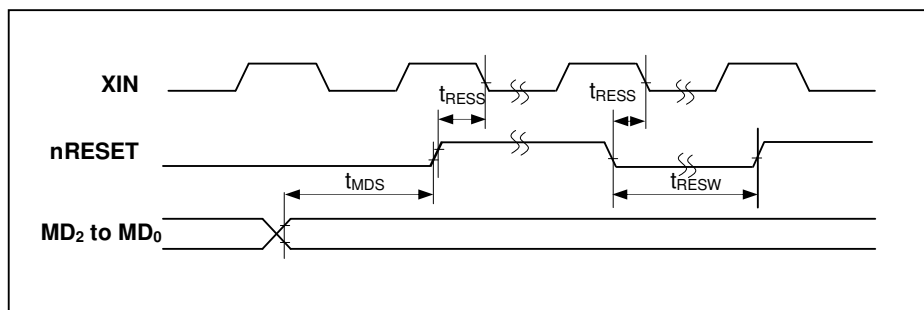 XIN
tRESS
tRESS
nRESET
tMDS
tRESW
MD2 to MD0